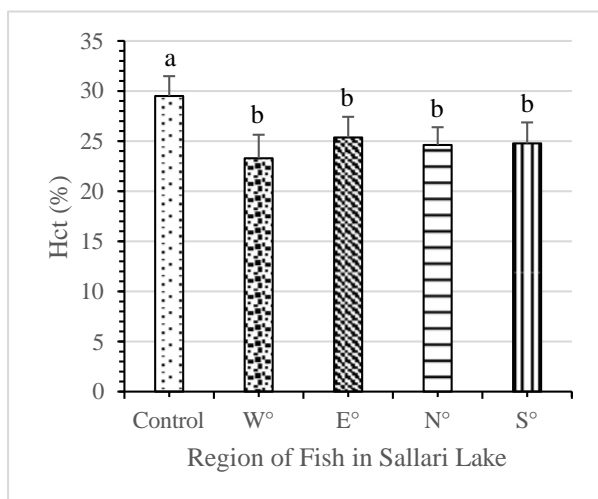 35
30
25
20
15
10
5
0
Hct (%)
a
b
b
b
b
Control W° E° N° S°
Region of Fish in Sallari Lake